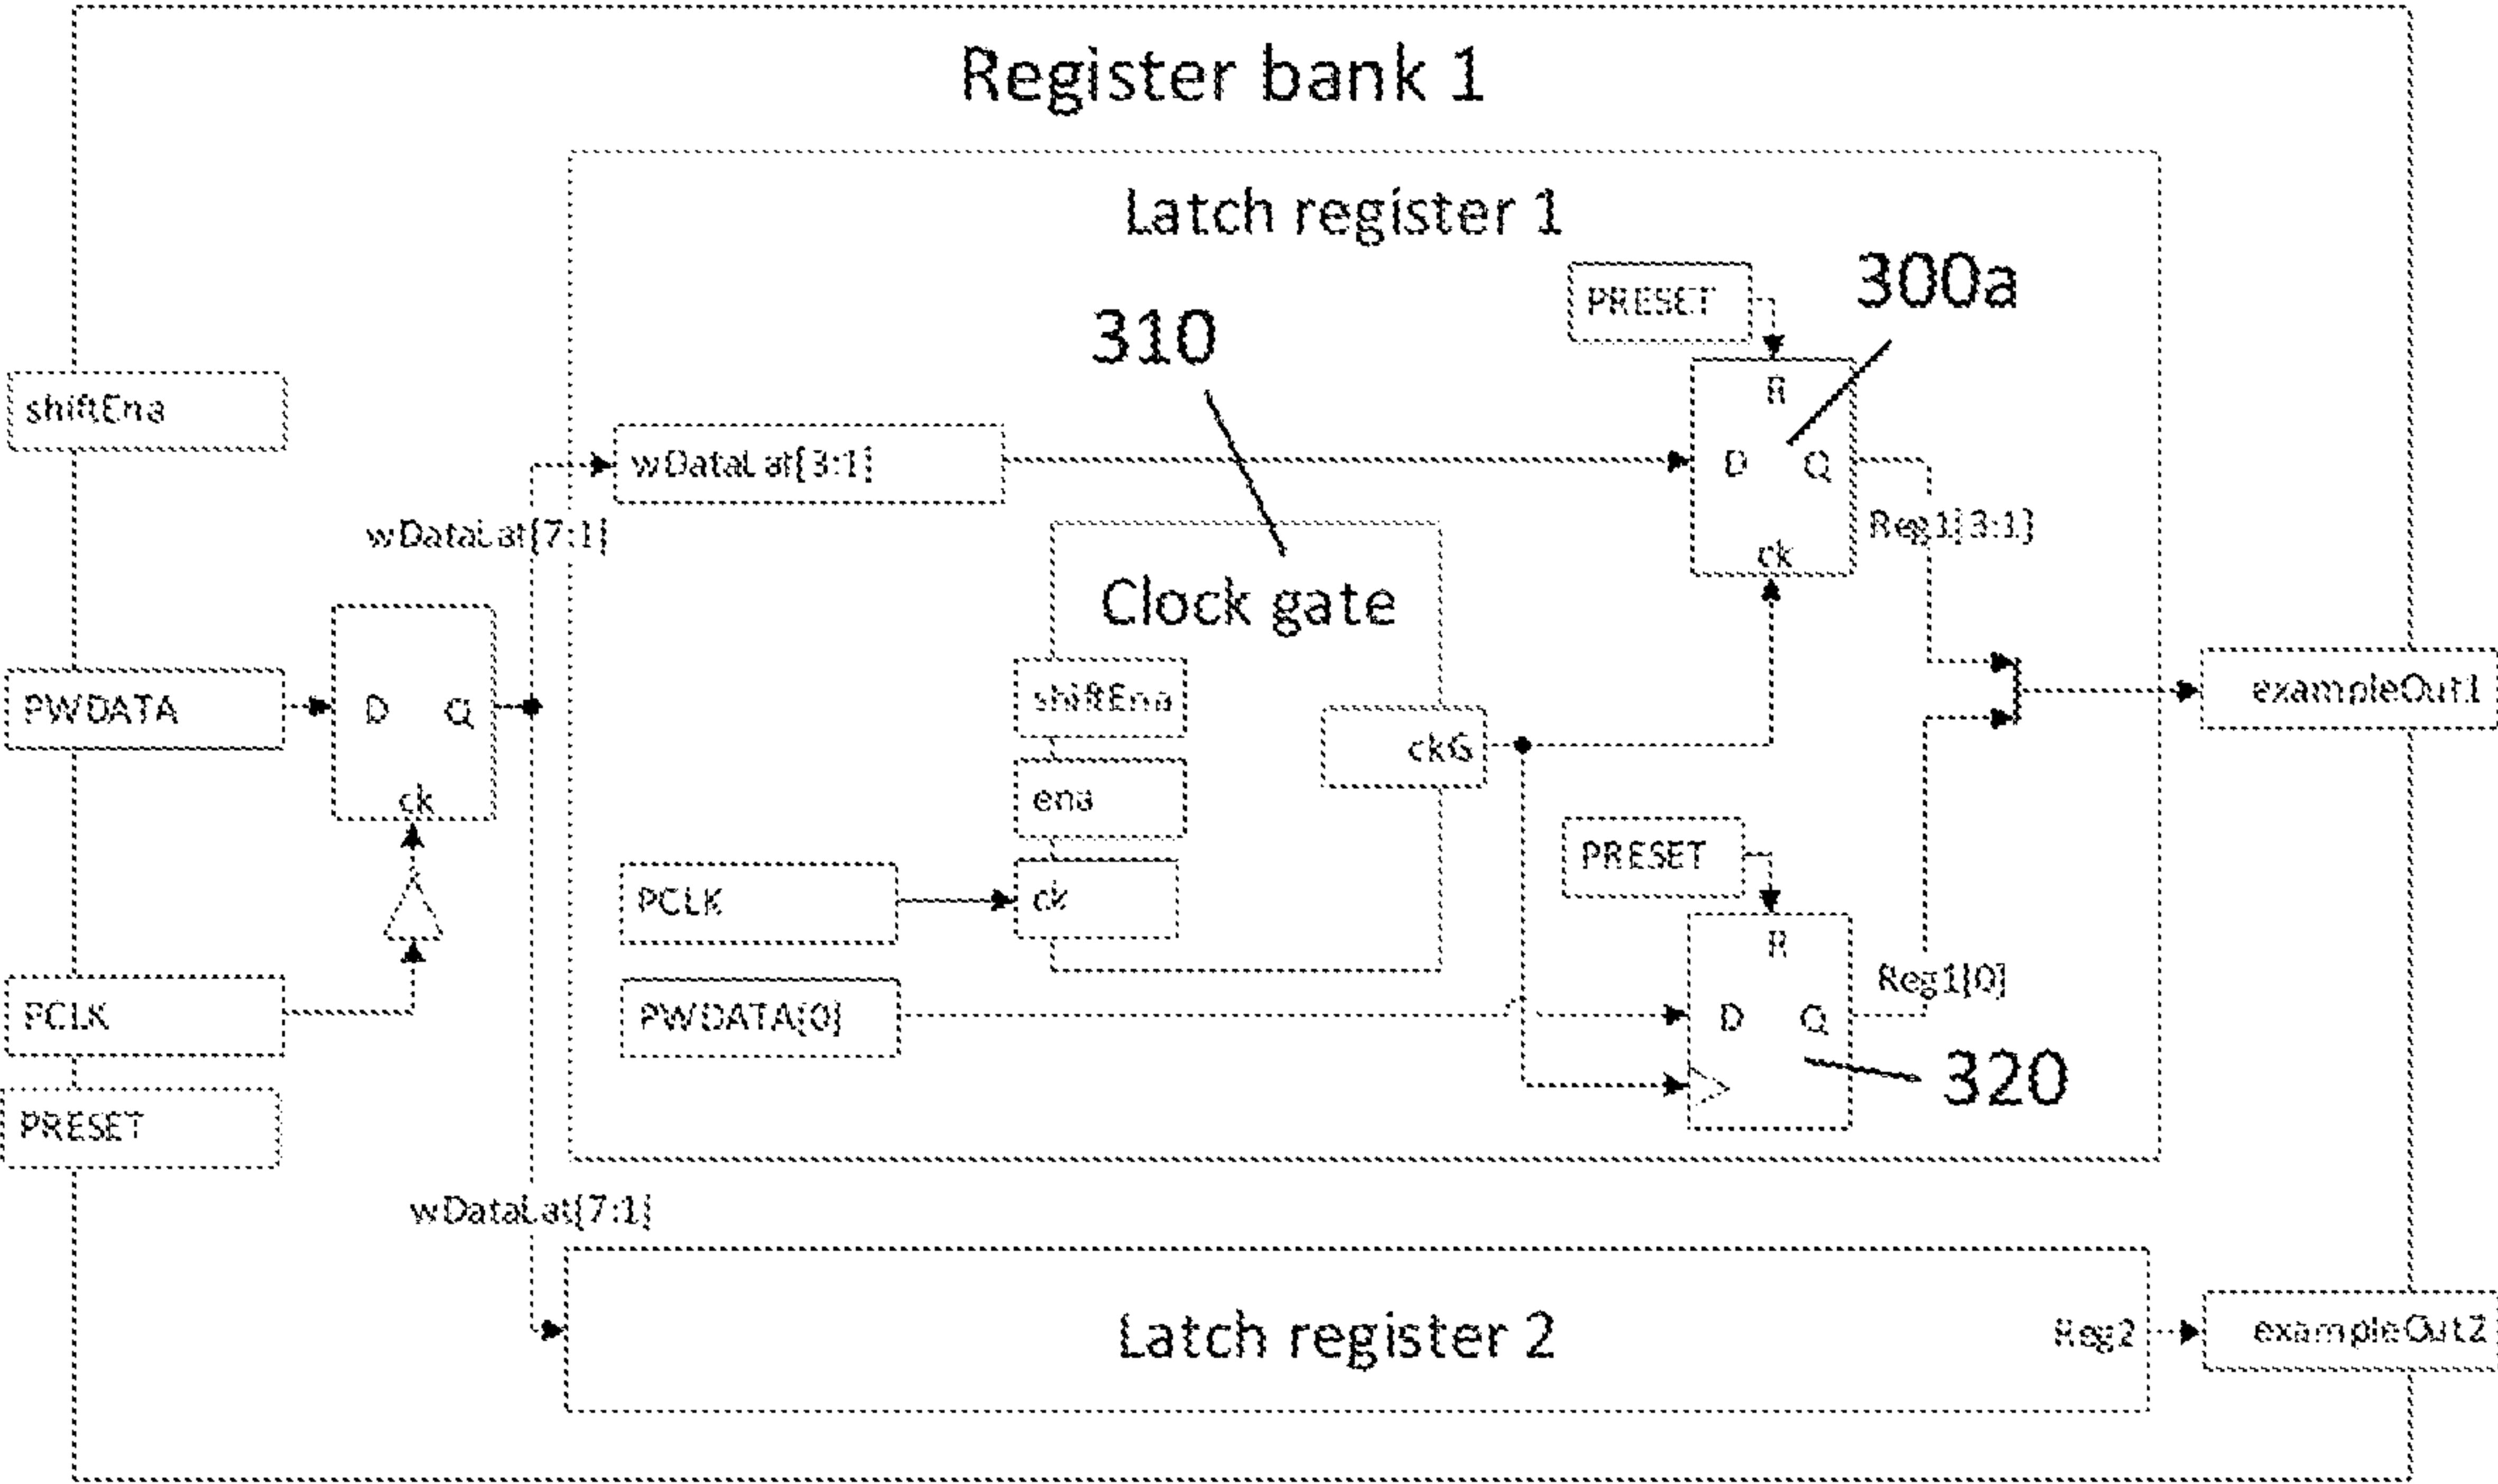 Register bank 1
Latch register 1
PRESET
300a
310
R
shiftEna
wDataLat[3:1]
D Q
wDataLat[7:1]
Reg1[3:1]
ck
Clock gate
shiftEna
exampleOut1
PWDATA
D Q
ckG
ena
ck
PRESET
PCLK
ck
R
Reg1[0]
PCLK
PWDATA[0]
D Q
320
PRESET
wDataLat[7:1]
Latch register 2
Reg2
exampleOut2